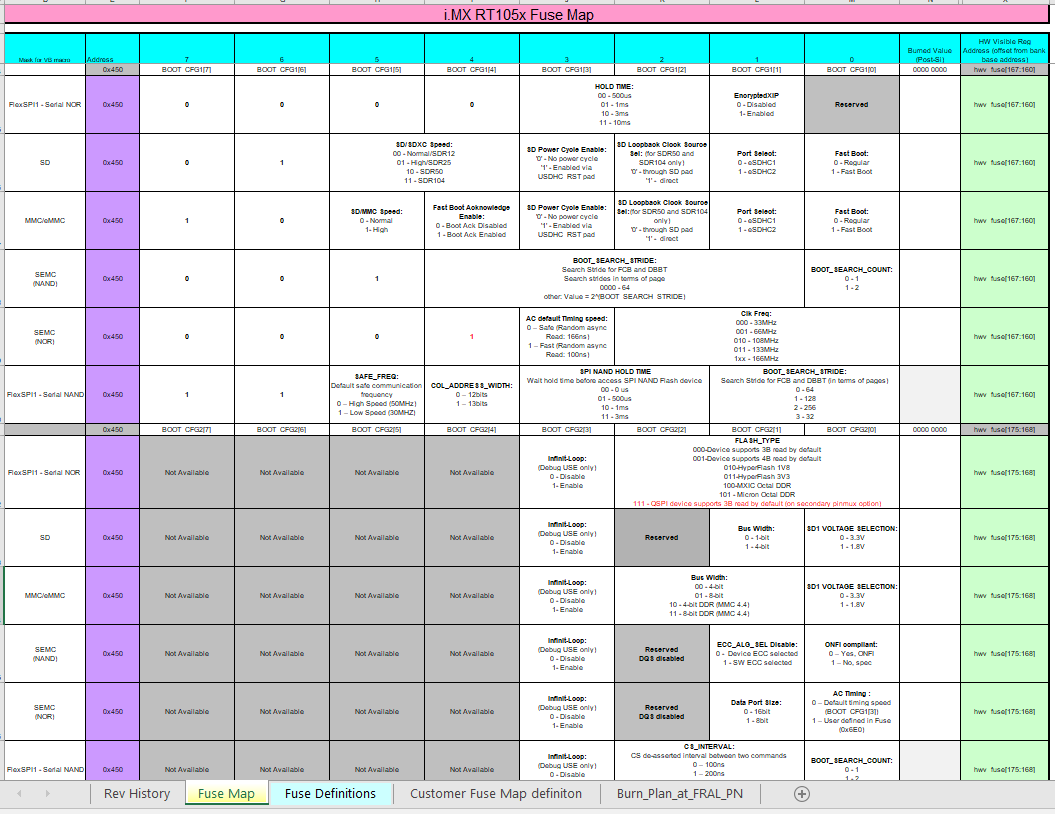 i.MX RT105x Fuse Map
Mask for VB macro
Address
7
6
5
4
3
2
1
0
Burned Value
(Post-Si)
HW Visible Reg
Address (offset from bank
base address)
0x450
BOOT_CFG1[7]
BOOT_CFG1[6]
BOOT_CFG1[5]
BOOT_CFG1[4]
BOOT_CFG1[3]
BOOT_CFG1[2]
BOOT_CFG1[1]
BOOT_CFG1[0]
0000 0000
hwv_fuse[167:160]
FlexSPI1 - Serial NOR
0x450
0
0
0
0
HOLD TIME:
00 - 500us
01 - 1ms
10 - 3ms
11 - 10ms
EnoryptedXIP
0 - Disabled
1- Enabled
Reserved
hwv_fuse[167:160]
SD
0x450
0
1
SD/SDXC Speed:
00 - Normal/SDR12
01 - High/SDR25
10 - SDR50
11 - SDR104
SD Power Cycle Enable:
'0' - No power cycle
'1' - Enabled via
USDHC_RST pad
SD Loopback Clock Source
Sel: (for SDR50 and
SDR104 only)
'0' - through SD pad
'1' - direct
Port Select:
0 - eSDHC1
1 - eSDHC2
Fast Boot:
0 - Regular
1 - Fast Boot
hwv_fuse[167:160]
MMC/eMMC
0x450
1
0
SD/MMC Speed:
0 - Normal
1- High
Fast Boot Acknowledge
Enable:
0 - Boot Ack Disabled
1 - Boot Ack Enabled
SD Power Cycle Enable:
'0' - No power cycle
'1' - Enabled via
USDHC_RST pad
SD Loopback Clock Source
Sel:(for SDR50 and SDR104
only)
'0' - through SD pad
'1' - direct
Port Select:
0 - eSDHC1
1 - eSDHC2
Fast Boot:
0 - Regular
1 - Fast Boot
hwv_fuse[167:160]
SEMC
(NAND)
0x450
0
0
1
BOOT_SEARCH_STRIDE:
Search Stride for FCB and DBBT
Search strides in terms of page
0000 - 64
other: Value = 2^(BOOT_SEARCH_STRIDE)
BOOT_SEARCH_COUNT:
0 - 1
1 - 2
hwv_fuse[167:160]
SEMC
(NOR)
0x450
0
0
0
1
AC default Timing speed:
0 – Safe (Random async
Read: 166ns)
1 – Fast (Random async
Read: 100ns)
Clk Freq:
000 - 33MHz
001 - 66MHz
010 - 108MHz
011 - 133MHz
1xx - 166MHz
hwv_fuse[167:160]
FlexSPI1 - Serial NAND
0x450
1
1
SAFE_FREQ:
Default safe communication
frequency
0 – High Speed (50MHz)
1 – Low Speed (30MHZ)
COL_ADDRESS_WIDTH:
0 – 12bits
1 – 13bits
SPI NAND HOLD TIME
Wait hold time before access SPI NAND Flash device
00 - 0 us
01 - 500us
10 - 1ms
11 - 3ms
BOOT_SEARCH_STRIDE:
Search Stride for FCB and DBBT (in terms of pages)
0 - 64
1 - 128
2 - 256
3 - 32
hwv_fuse[167:160]
0x450
BOOT_CFG2[7]
BOOT_CFG2[6]
BOOT_CFG2[5]
BOOT_CFG2[4]
BOOT_CFG2[3]
BOOT_CFG2[2]
BOOT_CFG2[1]
BOOT_CFG2[0]
0000 0000
hwv_fuse[175:168]
FlexSPI1 - Serial NOR
0x450
Not Available
Not Available
Not Available
Not Available
Infinit-Loop:
(Debug USE only)
0 - Disable
1- Enable
FLASH_TYPE
000-Device supports 3B read by default
001-Device supports 4B read by default
010-HyperFlash 1V8
011-HyperFlash 3V3
100-MXIC Octal DDR
101 - Micron Octal DDR
111 - QSPI device supports 3B read by default (on secondary pinmux option)
hwv_fuse[175:168]
SD
0x450
Not Available
Not Available
Not Available
Not Available
Infinit-Loop:
(Debug USE only)
0 - Disable
1- Enable
Reserved
Bus Width:
0 - 1-bit
1 - 4-bit
SD1 VOLTAGE SELECTION:
0 - 3.3V
1 - 1.8V
hwv_fuse[175:168]
MMC/eMMC
0x450
Not Available
Not Available
Not Available
Not Available
Infinit-Loop:
(Debug USE only)
0 - Disable
1- Enable
Bus Width:
00 - 4-bit
01 - 8-bit
10 - 4-bit DDR (MMC 4.4)
11 - 8-bit DDR (MMC 4.4)
SD1 VOLTAGE SELECTION:
0 - 3.3V
1 - 1.8V
hwv_fuse[175:168]
SEMC
(NAND)
0x450
Not Available
Not Available
Not Available
Not Available
Infinit-Loop:
(Debug USE only)
0 - Disable
1- Enable
Reserved
DQS disabled
ECC_ALG_SEL Disable:
0 - Device ECC selected
1 - SW ECC selected
ONFI compliant:
0 – Yes, ONFI
1 – No, spec
hwv_fuse[175:168]
SEMC
(NOR)
0x450
Not Available
Not Available
Not Available
Not Available
Infinit-Loop:
(Debug USE only)
0 - Disable
1- Enable
Reserved
DQS disabled
Data Port Size:
0 - 16bit
1 - 8bit
AC Timing :
0 – Default timing speed
(BOOT_CFG1[3])
1 – User defined in Fuse
(0x6E0)
hwv_fuse[175:168]
FlexSPI1 - Serial NAND
0x450
Not Available
Not Available
Not Available
Not Available
Infinit-Loop:
(Debug USE only)
0 - Disable
CS_INTERVAL:
CS de-asserted interval between two commands
0 – 100ns
1 – 200ns
BOOT_SEARCH_COUNT:
0 - 1
1 - 2
hwv_fuse[175:168]
Rev History
Fuse Map
Fuse Definitions
Customer Fuse Map definiton
Burn_Plan_at_FRAL_PN